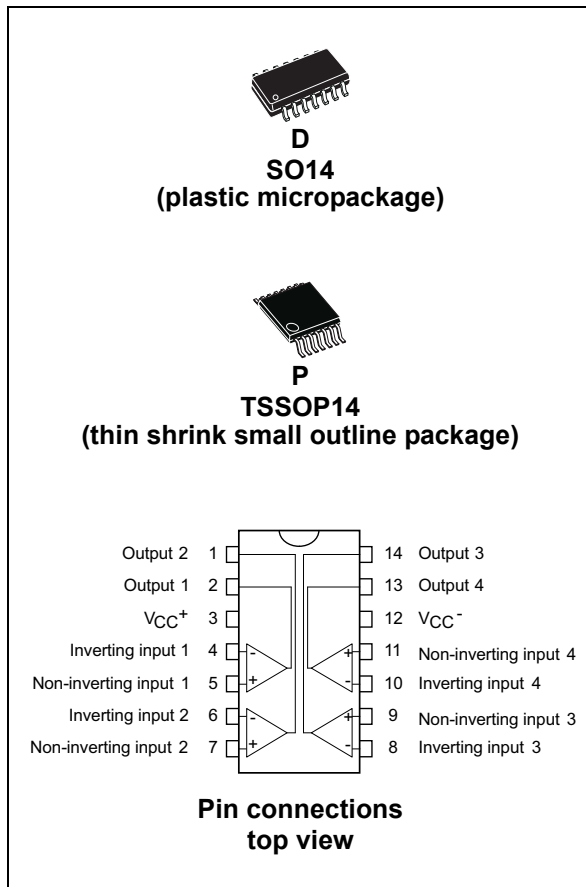 D
SO14
(plastic micropackage)
P
TSSOP14
(thin shrink small outline package)
Output 2 1 14 Output 3
Output 1 2 13 Output 4
VCC+ 3 12 VCC-
Inverting input 1 4 - + 11 Non-inverting input 4
Non-inverting input 1 5 + - 10 Inverting input 4
Inverting input 2 6 - + 9 Non-inverting input 3
Non-inverting input 2 7 + - 8 Inverting input 3
Pin connections
top view